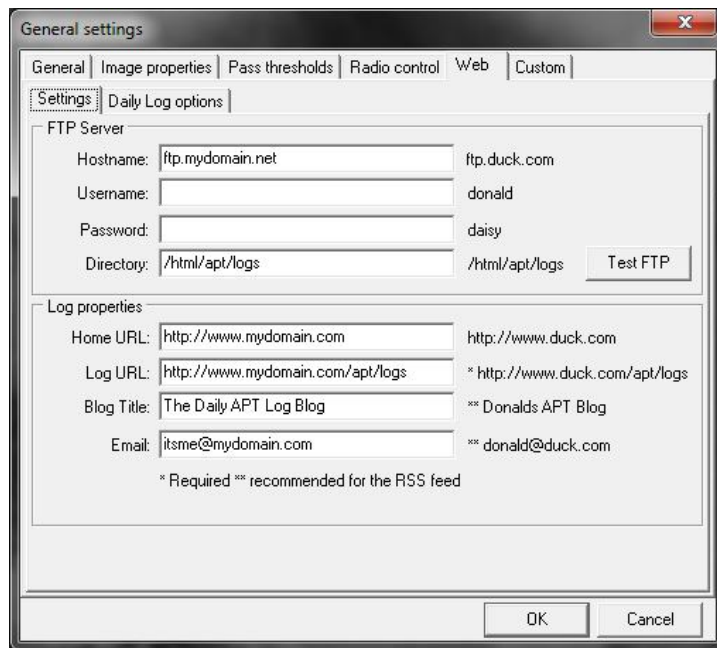 General settings
General Image properties Pass thresholds Radio control Web Custom
Settings Daily Log options
FTP Server
Hostname: ftp.mydomain.net ftp.duck.com
Username: donald
Password: daisy
Directory: /html/apt/logs /html/apt/logs Test FTP
Log properties
Home URL: http://www.mydomain.com http://www.duck.com
Log URL: http://www.mydomain.com/apt/logs * http://www.duck.com/apt/logs
Blog Title: The Daily APT Log Blog ** Donalds APT Blog
Email: itsme@mydomain.com ** donald@duck.com
* Required ** recommended for the RSS feed
OK Cancel